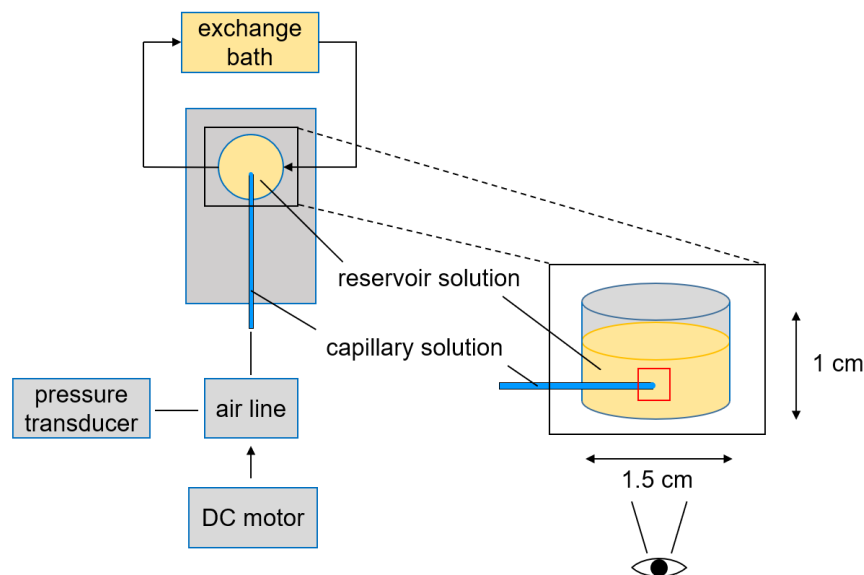 exchange
bath
reservoir solution
capillary solution
1 cm
pressure
transducer
air line
1.5 cm
DC motor